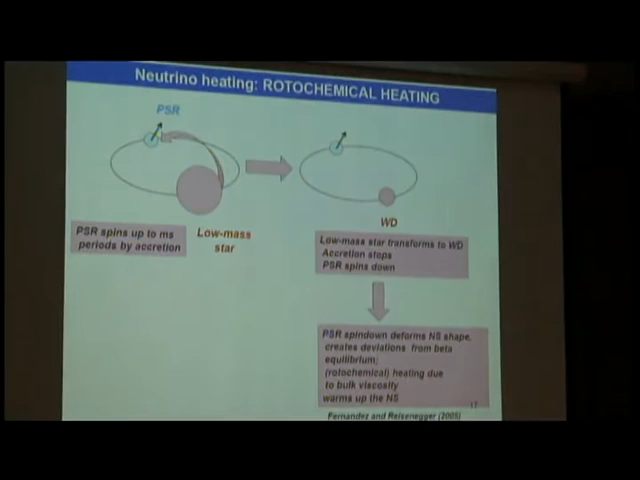 Neutrino heating: ROTOCHEMICAL HEATING
PSR
PSR spins up to ms
periods by accretion
Low-mass
star
WD
Low-mass star transforms to WD
Accretion stops
PSR spins down
PSR spindown deforms NS shape,
creates deviations from beta
equilibrium;
(rotochemical) heating due
to bulk viscosity
warms up the NS
17
Fernandez and Reisenegger (2005)